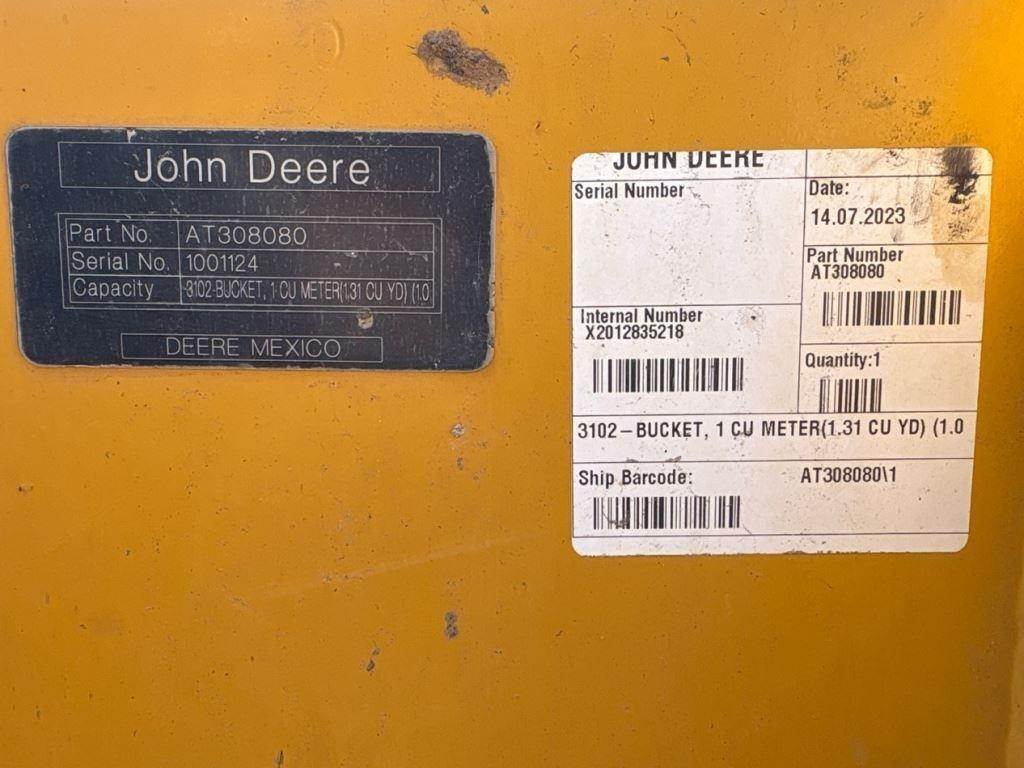 John Deere
Part No. AT308080
Serial No. 1001124
Capacity 3102-BUCKET, 1 CU METER(1.31 CU YD) (1.0
DEERE MEXICO
JOHN DEERE
Serial Number
Date:
14.07.2023
Part Number
AT308080
Internal Number
X2012835218
Quantity:1
3102-BUCKET, 1 CU METER(1.31 CU YD) (1.0
Ship Barcode: AT308080\1